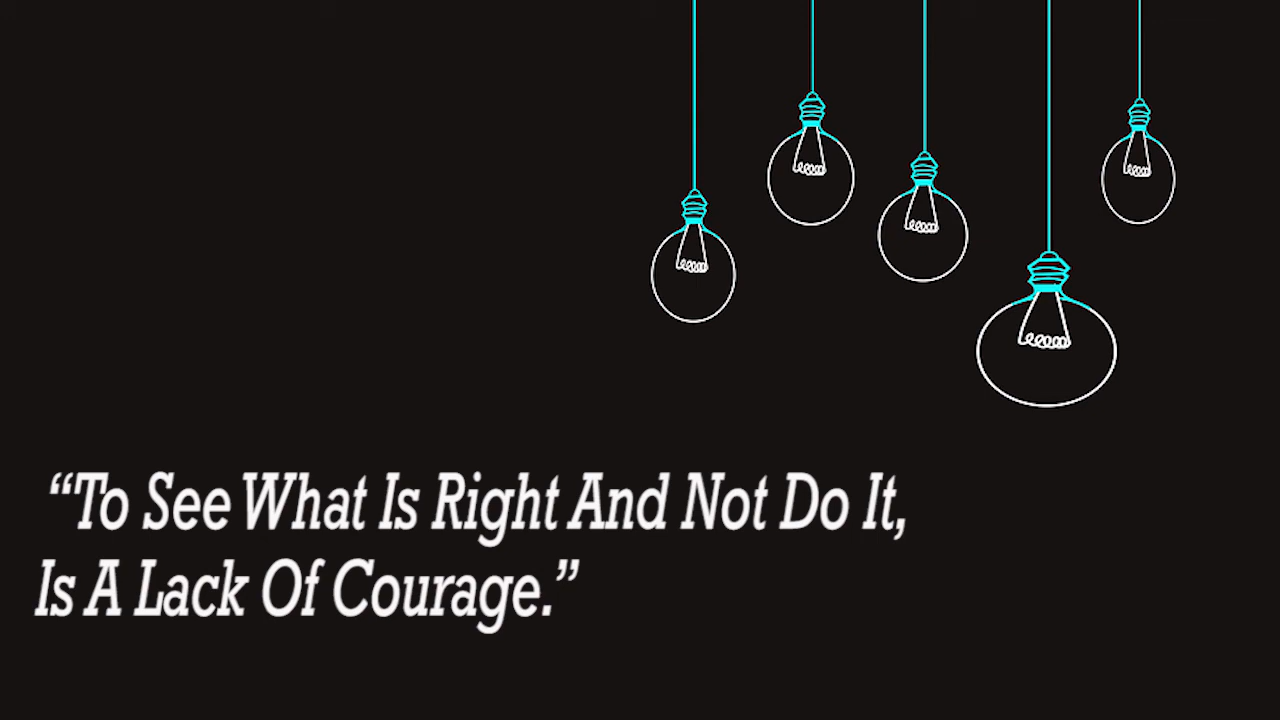 “To See What Is Right And Not Do It,
Is A Lack Of Courage.”